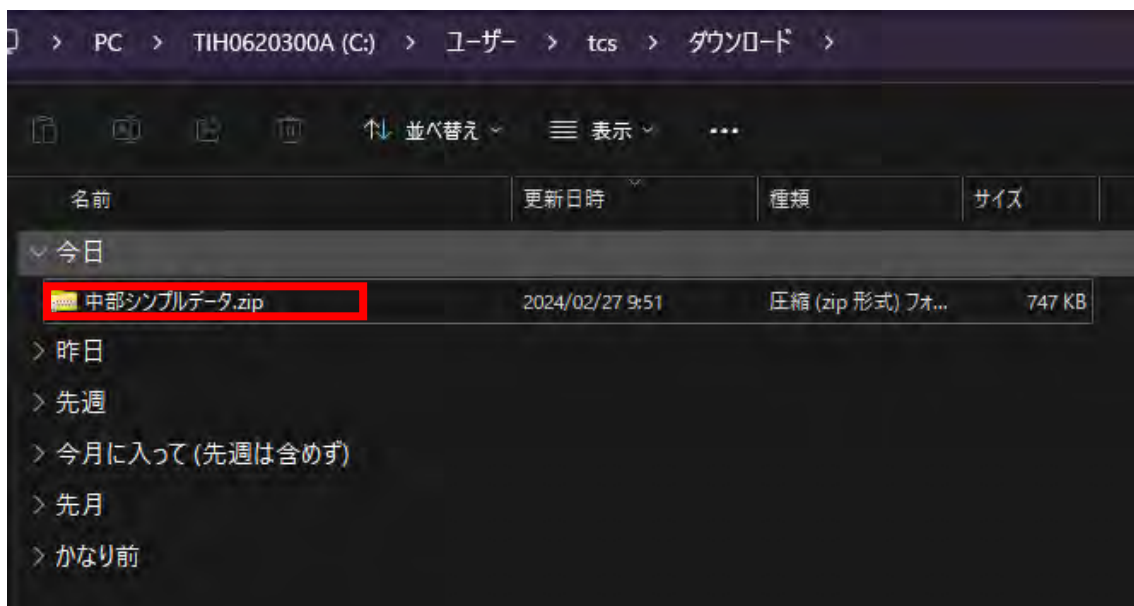 > PC > TIH0620300A (C:) > ユーザー > tcs > ダウンロード >
↑↓ 並べ替え 表示 •••
名前 更新日時 種類 サイズ
今日
中部シンプルデータ.zip 2024/02/27 9:51 圧縮 (zip 形式) フォ... 747 KB
> 昨日
> 先週
> 今月に入って (先週は含めず)
> 先月
> かなり前